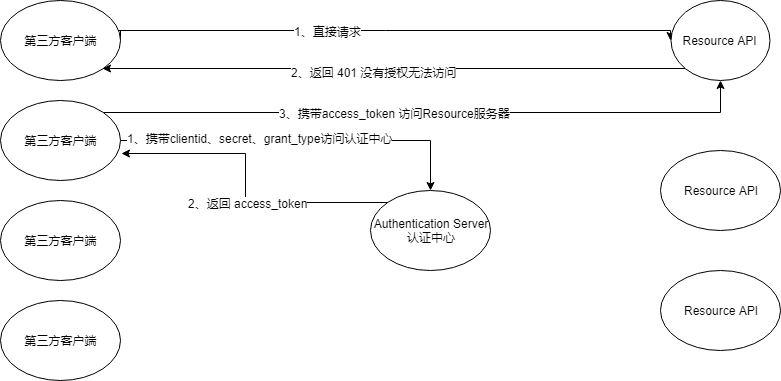 第三方客户端
1、直接请求
Resource API
2、返回 401 没有授权无法访问
3、携带access_token 访问Resource服务器
第三方客户端
1、携带clientid、secret、grant_type访问认证中心
2、返回 access_token
Resource API
Authentication Server
认证中心
第三方客户端
Resource API
第三方客户端